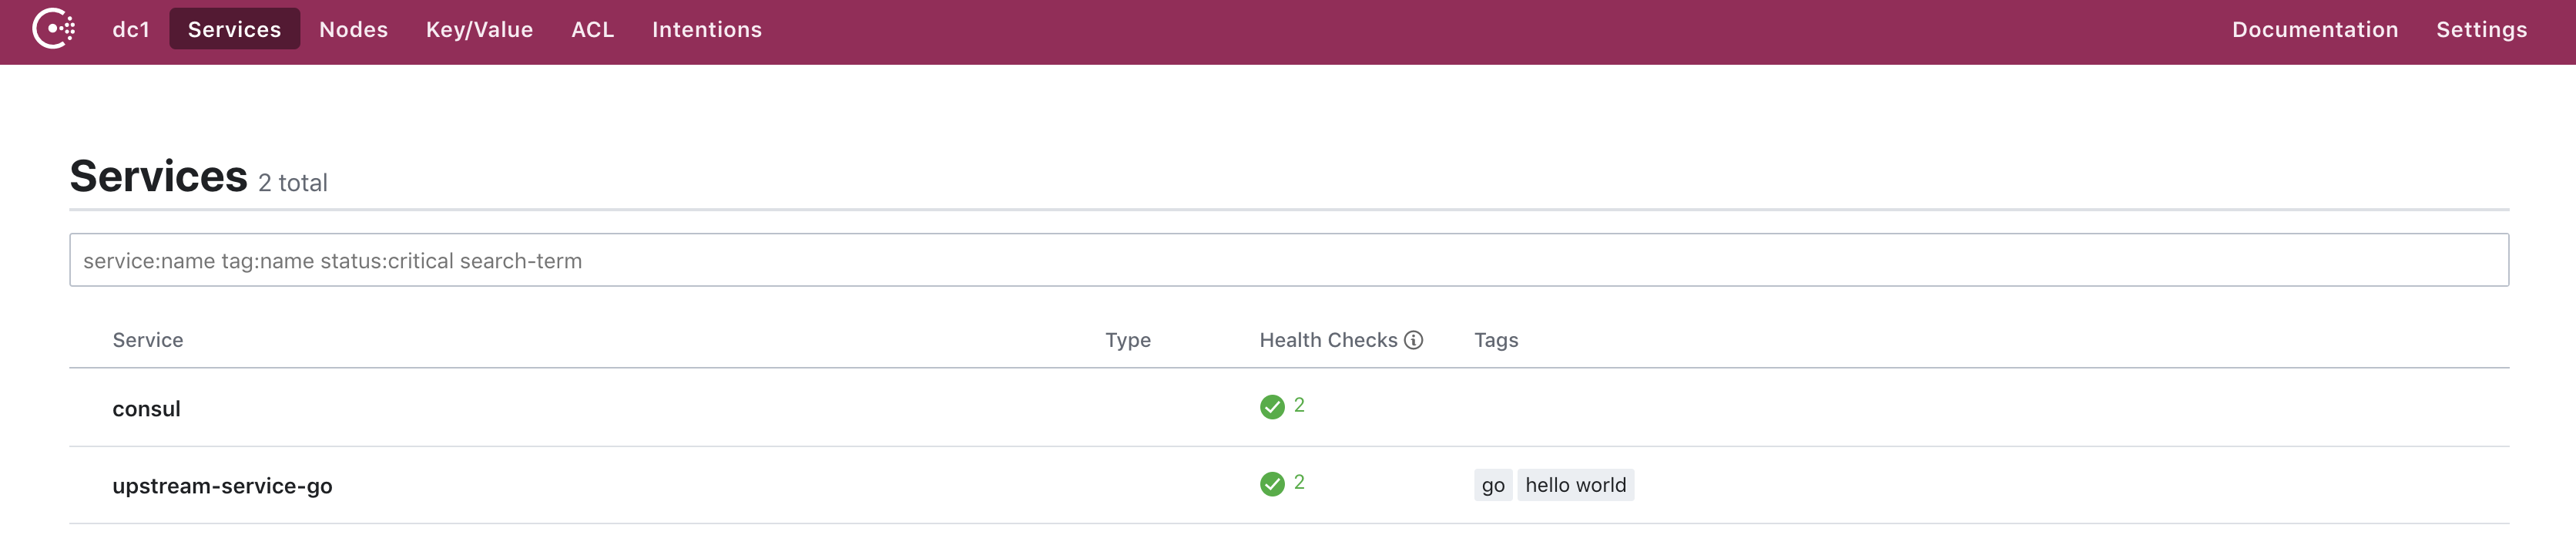 dc1 Services Nodes Key/Value ACL Intentions Documentation Settings
Services 2 total
service:name tag:name status:critical search-term
Service Type Health Checks Tags
consul 2
upstream-service-go 2 go hello world